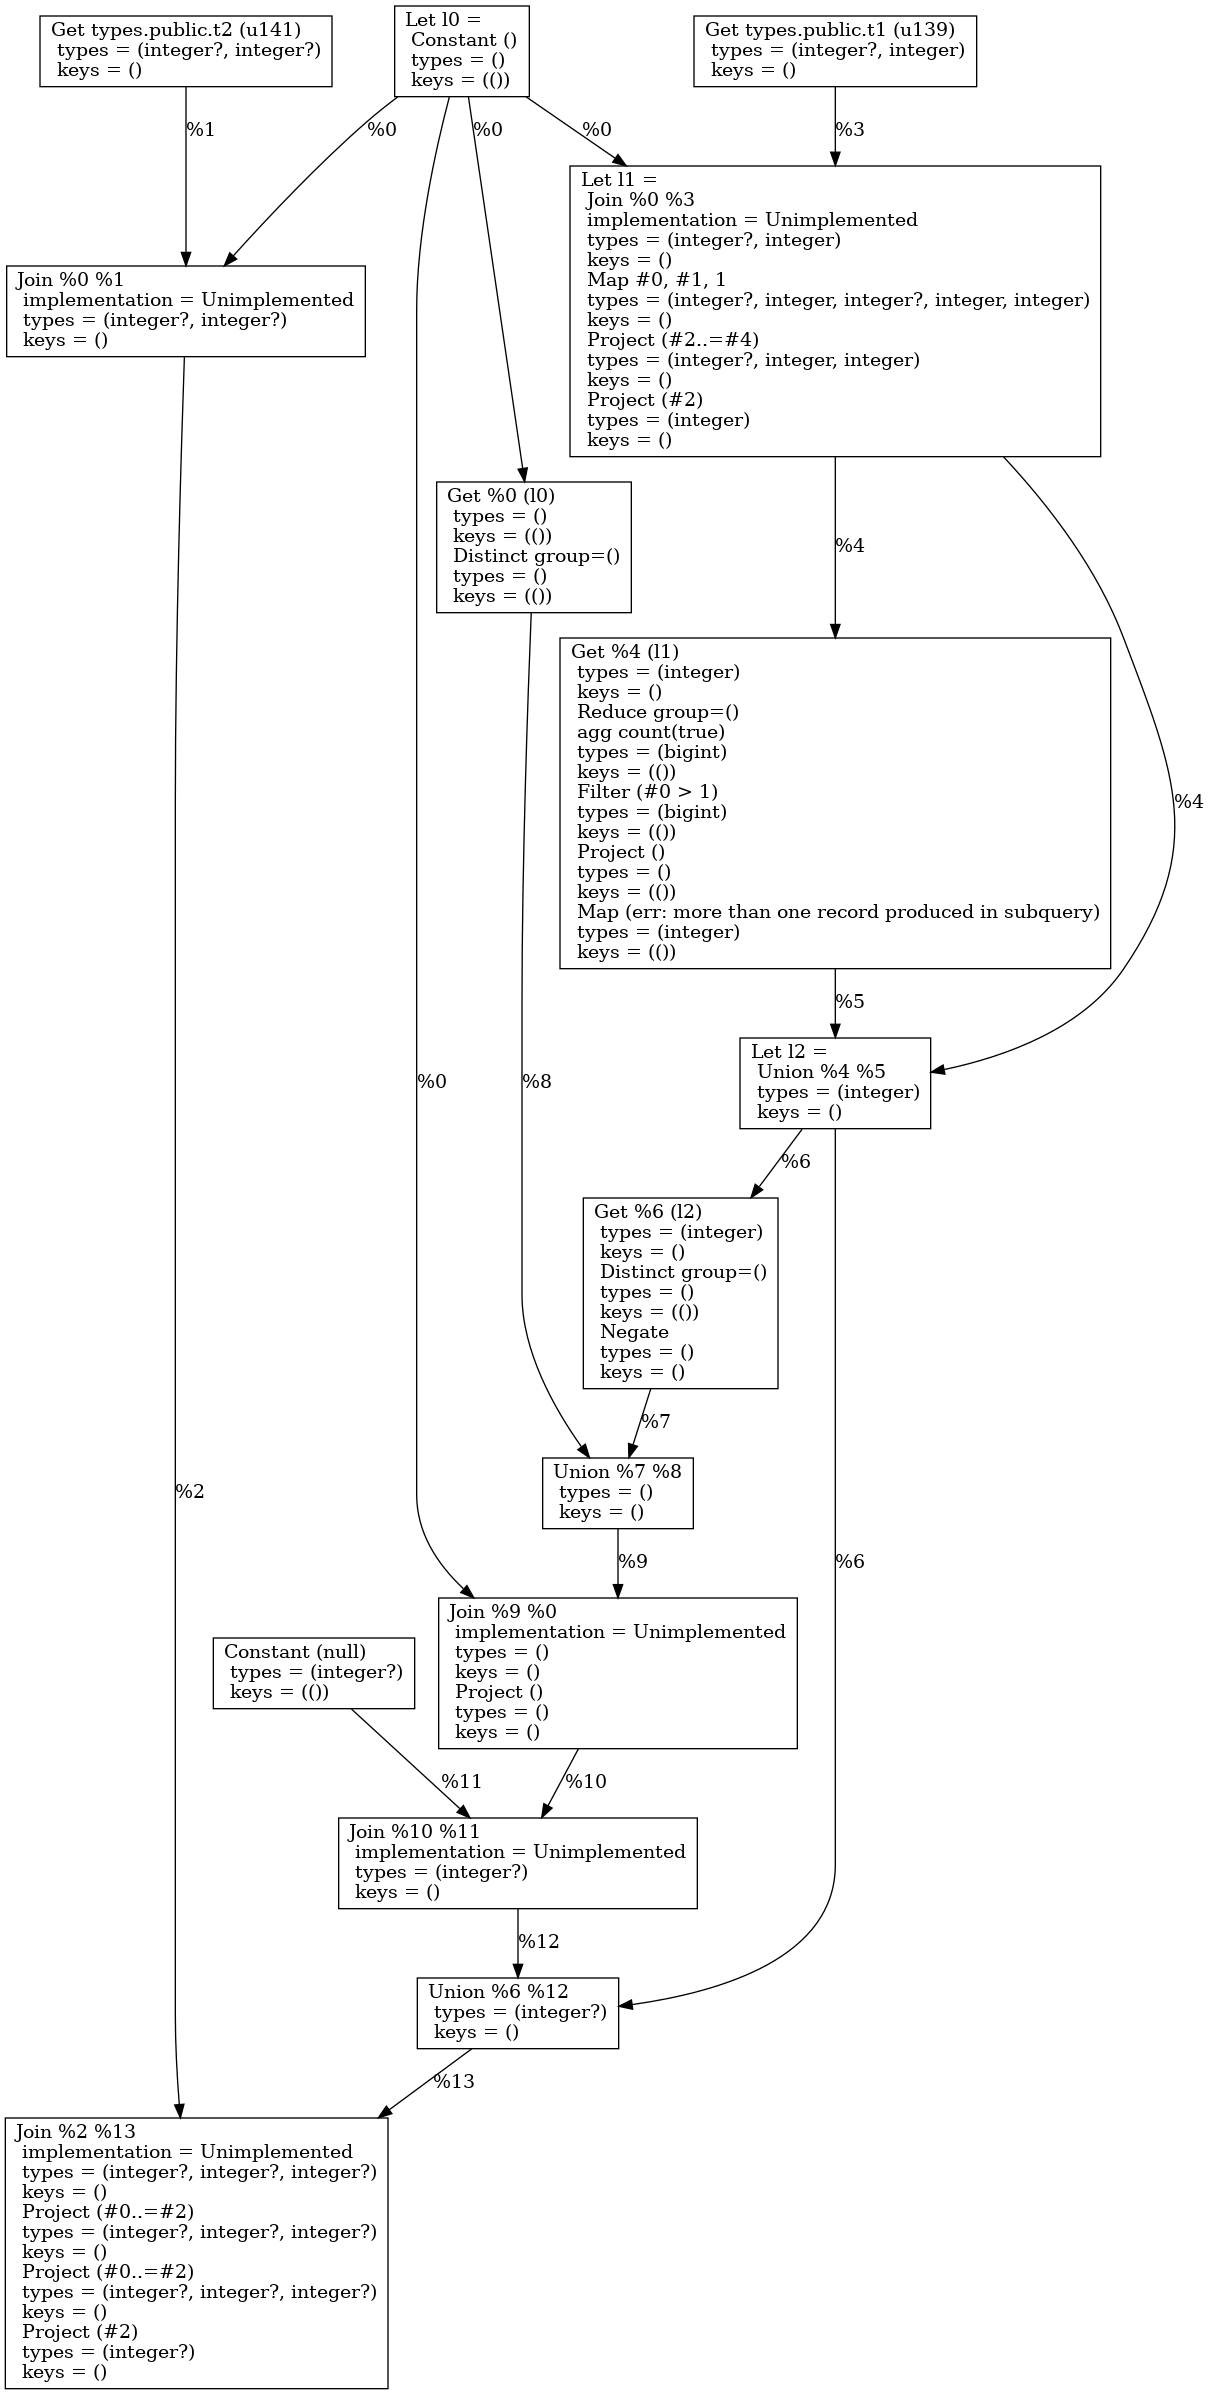 Get types.public.t2 (u141)
types = (integer?, integer?)
keys = ()
Let l0 =
Constant ()
types = ()
keys = (())
Get types.public.t1 (u139)
types = (integer?, integer)
keys = ()
%1
%0
%0
%0
%3
Let l1 =
Join %0 %3
implementation = Unimplemented
types = (integer?, integer)
keys = ()
Map #0, #1, 1
types = (integer?, integer, integer?, integer, integer)
keys = ()
Project (#2..=#4)
types = (integer?, integer, integer)
keys = ()
Project (#2)
types = (integer)
keys = ()
Join %0 %1
implementation = Unimplemented
types = (integer?, integer?)
keys = ()
Get %0 (l0)
types = ()
keys = (())
Distinct group=()
types = ()
keys = (())
%4
Get %4 (l1)
types = (integer)
keys = ()
Reduce group=()
agg count(true)
types = (bigint)
keys = (())
Filter (#0 > 1)
types = (bigint)
keys = (())
Project ()
types = ()
keys = (())
Map (err: more than one record produced in subquery)
types = (integer)
keys = (())
%4
%5
Let l2 =
Union %4 %5
types = (integer)
keys = ()
%0
%8
%6
Get %6 (l2)
types = (integer)
keys = ()
Distinct group=()
types = ()
keys = (())
Negate
types = ()
keys = ()
%7
Union %7 %8
types = ()
keys = ()
%2
%9
%6
Join %9 %0
implementation = Unimplemented
types = ()
keys = ()
Project ()
types = ()
keys = ()
Constant (null)
types = (integer?)
keys = (())
%11
%10
Join %10 %11
implementation = Unimplemented
types = (integer?)
keys = ()
%12
Union %6 %12
types = (integer?)
keys = ()
%13
Join %2 %13
implementation = Unimplemented
types = (integer?, integer?, integer?)
keys = ()
Project (#0..=#2)
types = (integer?, integer?, integer?)
keys = ()
Project (#0..=#2)
types = (integer?, integer?, integer?)
keys = ()
Project (#2)
types = (integer?)
keys = ()